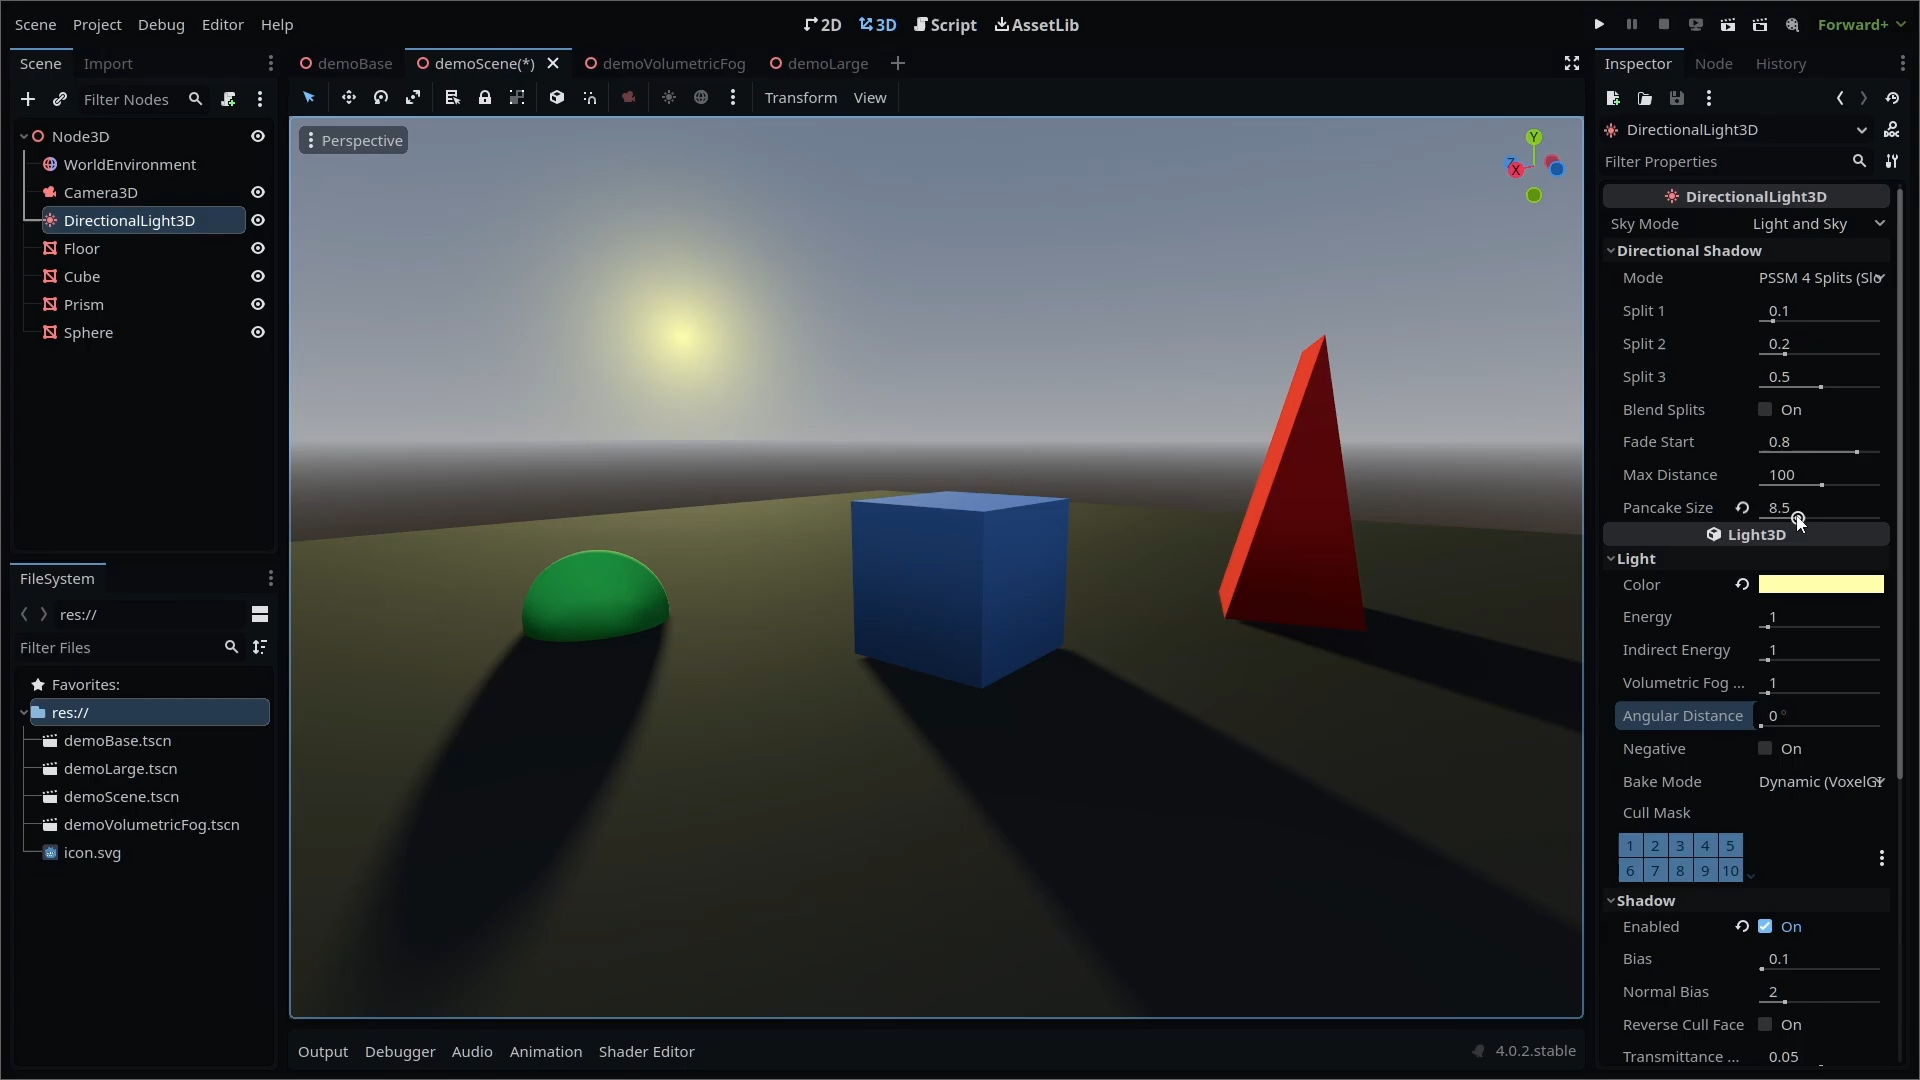 Scene Project Debug Editor Help
2D 3D Script AssetLib
Forward+
Scene Import
Filter Nodes
Node3D
WorldEnvironment
Camera3D
DirectionalLight3D
Floor
Cube
Prism
Sphere
FileSystem
res://
Filter Files
Favorites:
res://
demoBase.tscn
demoLarge.tscn
demoScene.tscn
demoVolumetricFog.tscn
icon.svg
demoBase demoScene(*) demoVolumetricFog demoLarge
Transform View
Perspective
Y
Z
X
Output Debugger Audio Animation Shader Editor
4.0.2.stable
Inspector Node History
DirectionalLight3D
Filter Properties
DirectionalLight3D
Sky Mode Light and Sky
Directional Shadow
Mode PSSM 4 Splits (Slo
Split 1 0.1
Split 2 0.2
Split 3 0.5
Blend Splits On
Fade Start 0.8
Max Distance 100
Pancake Size 8.5
Light3D
Light
Color
Energy 1
Indirect Energy 1
Volumetric Fog ... 1
Angular Distance 0 °
Negative On
Bake Mode Dynamic (VoxelGI
Cull Mask
1 2 3 4 5
6 7 8 9 10
Shadow
Enabled On
Bias 0.1
Normal Bias 2
Reverse Cull Face On
Transmittance ... 0.05